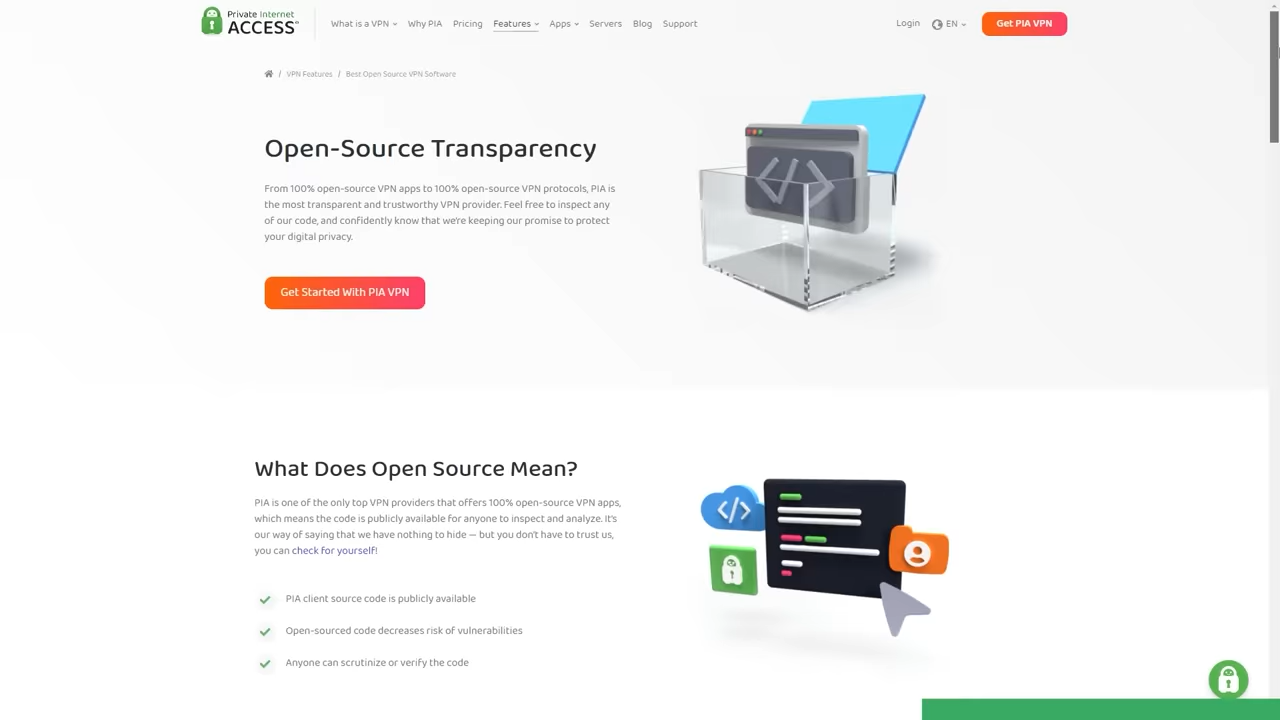 Private Internet
ACCESS
What is a VPN
Why PIA
Pricing
Features
Apps
Servers
Blog
Support
Login
EN
Get PIA VPN
/ VPN Features / Best Open Source VPN Software
Open-Source Transparency
From 100% open-source VPN apps to 100% open-source VPN protocols, PIA is
the most transparent and trustworthy VPN provider. Feel free to inspect any
of our code, and confidently know that we're keeping our promise to protect
your digital privacy.
Get Started With PIA VPN
What Does Open Source Mean?
PIA is one of the only top VPN providers that offers 100% open-source VPN apps,
which means the code is publicly available for anyone to inspect and analyze. It's
our way of saying that we have nothing to hide — but you don't have to trust us,
you can check for yourself!
PIA client source code is publicly available
Open-sourced code decreases risk of vulnerabilities
Anyone can scrutinize or verify the code